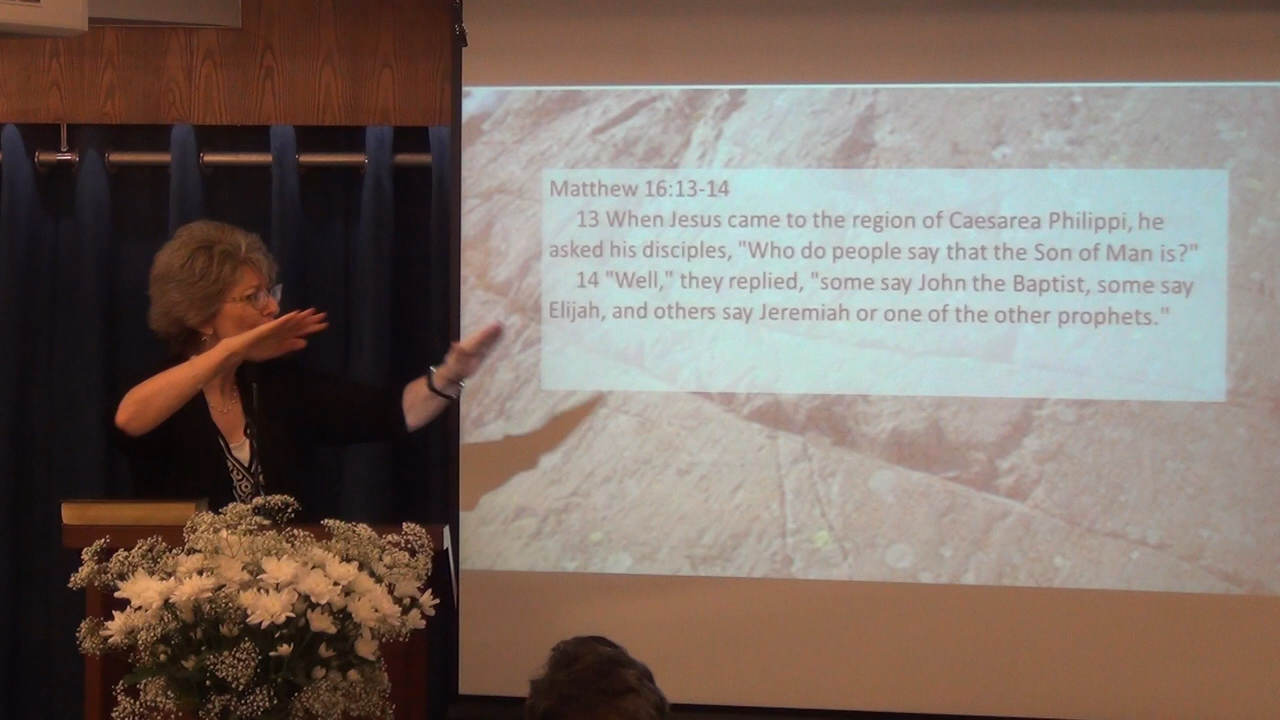 Matthew 16:13-14
13 When Jesus came to the region of Caesarea Philippi, he
asked his disciples, "Who do people say that the Son of Man is?"
14 "Well," they replied, "some say John the Baptist, some say
Elijah, and others say Jeremiah or one of the other prophets."